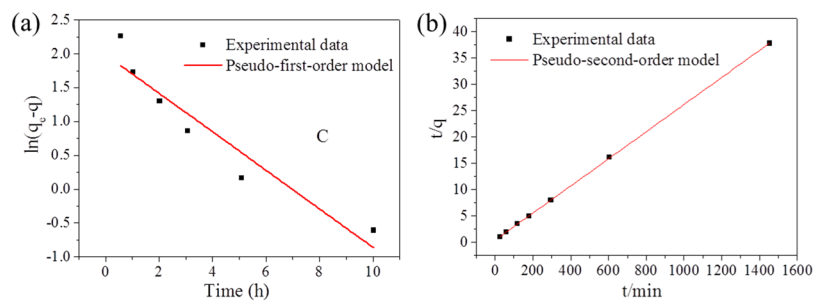 (a)
2.5
2.0
1.5
1.0
0.5
0.0
-0.5
-1.0
ln(qe-q)
Experimental data
Pseudo-first-order model
C
0 2 4 6 8 10
Time (h)
(b)
40
35
30
25
20
15
10
5
0
t/q
Experimental data
Pseudo-second-order model
0 200 400 600 800 1000 1200 1400 1600
t/min